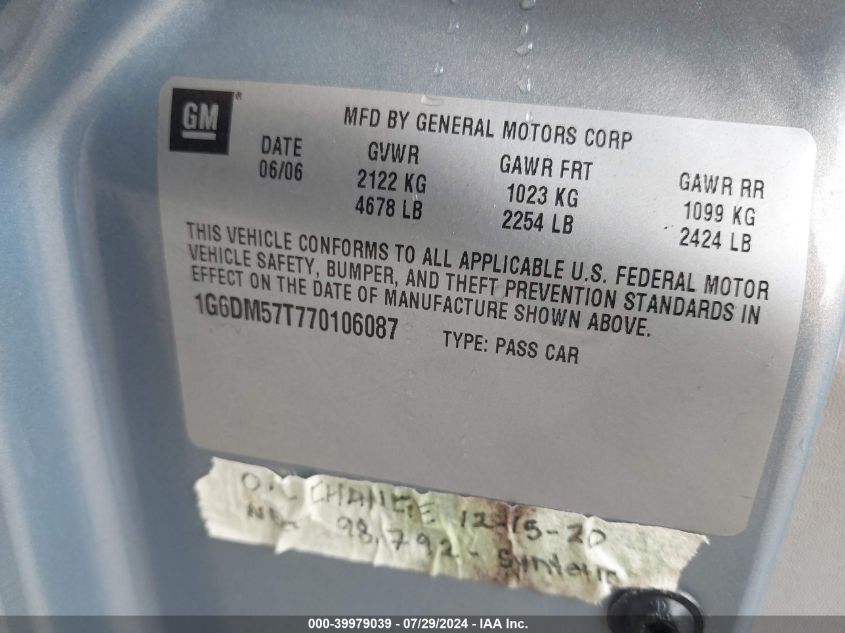 GM
MFD BY GENERAL MOTORS CORP
DATE GVWR GAWR FRT GAWR RR
06/06 2122 KG 1023 KG 1099 KG
4678 LB 2254 LB 2424 LB
THIS VEHICLE CONFORMS TO ALL APPLICABLE U.S. FEDERAL MOTOR
VEHICLE SAFETY, BUMPER, AND THEFT PREVENTION STANDARDS IN
EFFECT ON THE DATE OF MANUFACTURE SHOWN ABOVE.
1G6DM57T770106087 TYPE: PASS CAR
OIL CHANGE 12-15-20
98,792 - Syntetic
000-39979039 / 07/29/2024 - IAA Inc.